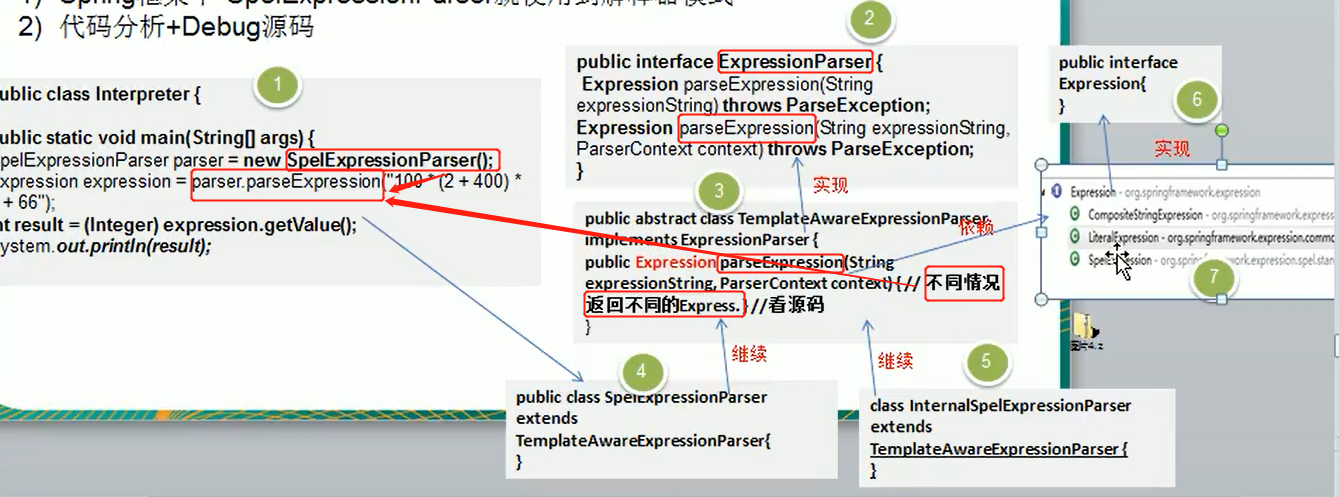 1) Spring框架中 SpelExpressionParser就使用到解释器模式
2) 代码分析+Debug源码
1
ublic class Interpreter {
ublic static void main(String[] args) {
pelExpressionParser parser = new SpelExpressionParser();
xpression expression = parser.parseExpression("100 * (2 + 400) *
+ 66");
nt result = (Integer) expression.getValue();
ystem.out.println(result);
2
public interface ExpressionParser {
Expression parseExpression(String
expressionString) throws ParseException;
Expression parseExpression(String expressionString,
ParserContext context) throws ParseException;
}
实现
3
public abstract class TemplateAwareExpressionParser
implements ExpressionParser {
public Expression parseExpression(String
expressionString, ParserContext context) { // 不同情况
返回不同的Express. } //看源码
}
依赖
继续
继续
4
public class SpelExpressionParser
extends
TemplateAwareExpressionParser{
}
5
class InternalSpelExpressionParser
extends
TemplateAwareExpressionParser {
}
public interface
Expression{
}
6
实现
Expression - org.springframework.expression
CompositeStringExpression - org.springframework.express
LiteralExpression - org.springframework.expression.commo
SpelExpression - org.springframework.expression.spel.stan
7